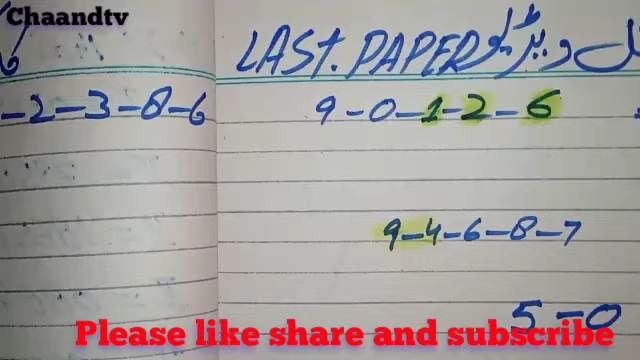 Chaandtv
LAST. PAPER
-2-3-8-6
9-0-1-2-6
9-4-6-8-7
5-0
Please like share and subscribe